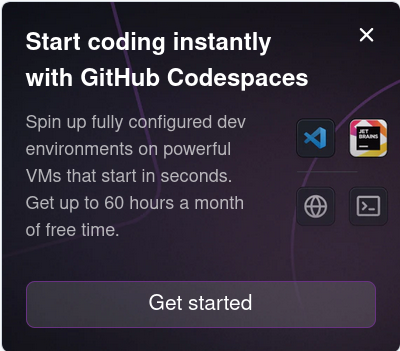 Start coding instantly
with GitHub Codespaces
Spin up fully configured dev
environments on powerful
VMs that start in seconds.
Get up to 60 hours a month
of free time.
JET
BRAINS
Get started